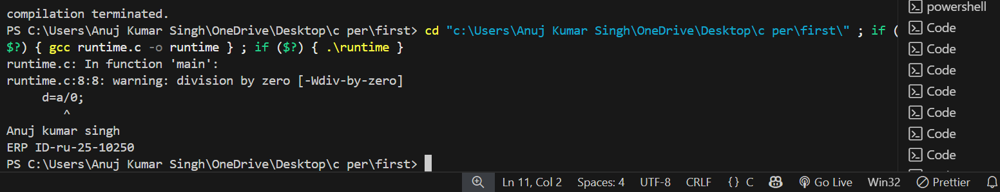 compilation terminated.
PS C:\Users\Anuj Kumar Singh\OneDrive\Desktop\c per\first> cd "c:\Users\Anuj Kumar Singh\OneDrive\Desktop\c per\first\" ; if (
$?) { gcc runtime.c -o runtime } ; if ($?) { .\runtime }
runtime.c: In function 'main':
runtime.c:8:8: warning: division by zero [-Wdiv-by-zero]
     d=a/0;
        ^
Anuj kumar singh
ERP ID-ru-25-10250
PS C:\Users\Anuj Kumar Singh\OneDrive\Desktop\c per\first>
powershell
Code
Code
Code
Code
Code
Code
Code
Ln 11, Col 2 Spaces: 4 UTF-8 CRLF {} C Go Live Win32 Prettier